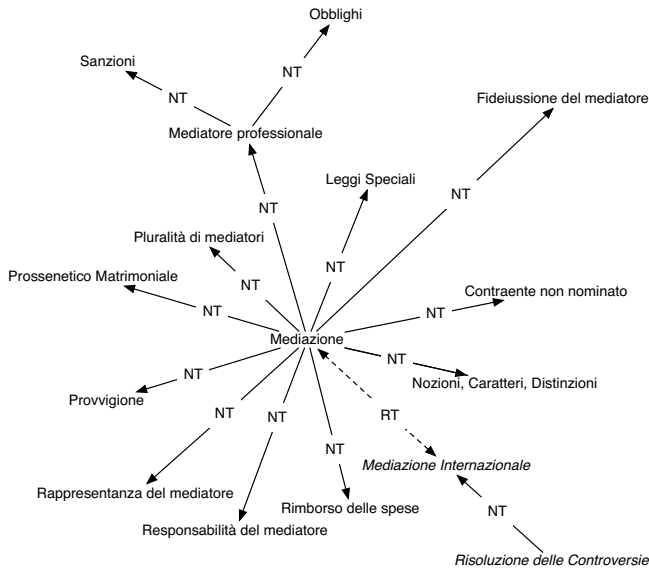 Obblighi
Sanzioni
NT
NT
Fideiussione del mediatore
Mediatore professionale
Leggi Speciali
NT
NT
Pluralità di mediatori
NT
Prossenetico Matrimoniale
NT
NT
Contraente non nominato
NT
NT
Mediazione
NT
NT
Nozioni, Caratteri, Distinzioni
Provvigione
NT
NT
RT
NT
Mediazione Internazionale
Rappresentanza del mediatore
Rimborso delle spese
NT
Responsabilità del mediatore
Risoluzione delle Controversie